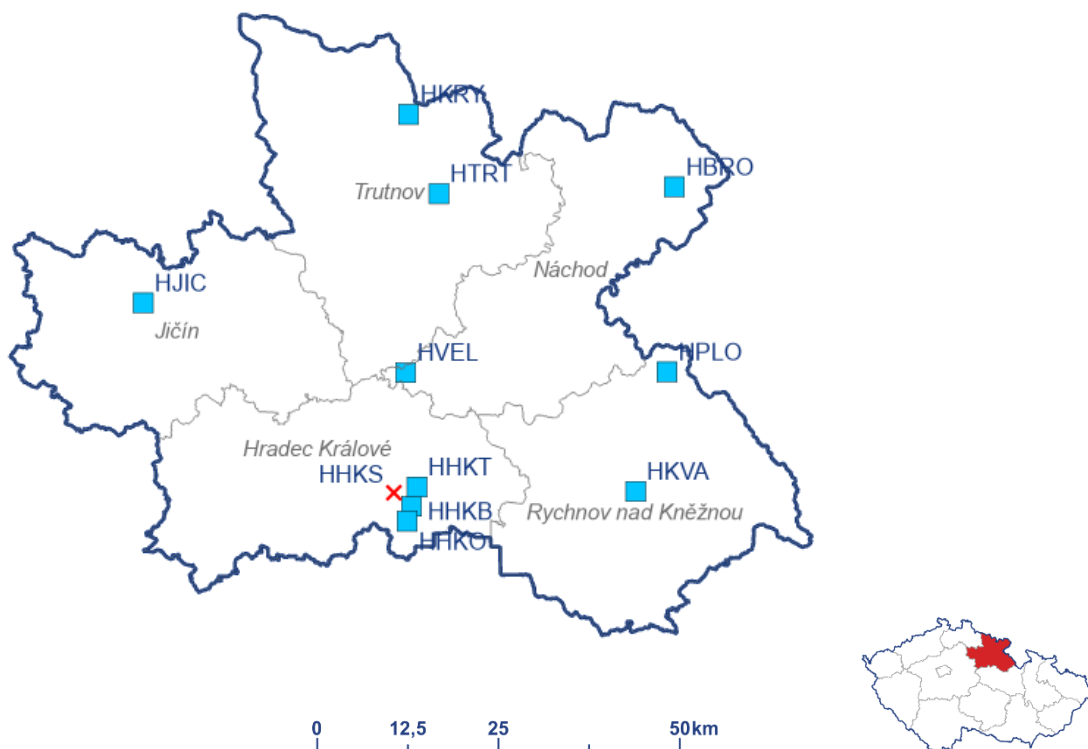 HKRY
HTRT
HBRO
Trutnov
Náchod
HJIC
Jičín
HVEL
HPLO
Hradec Králové
HHKS
HHKT
HKVA
HHKB
Rychnov nad Kněžnou
HHKO
0 12,5 25 50km